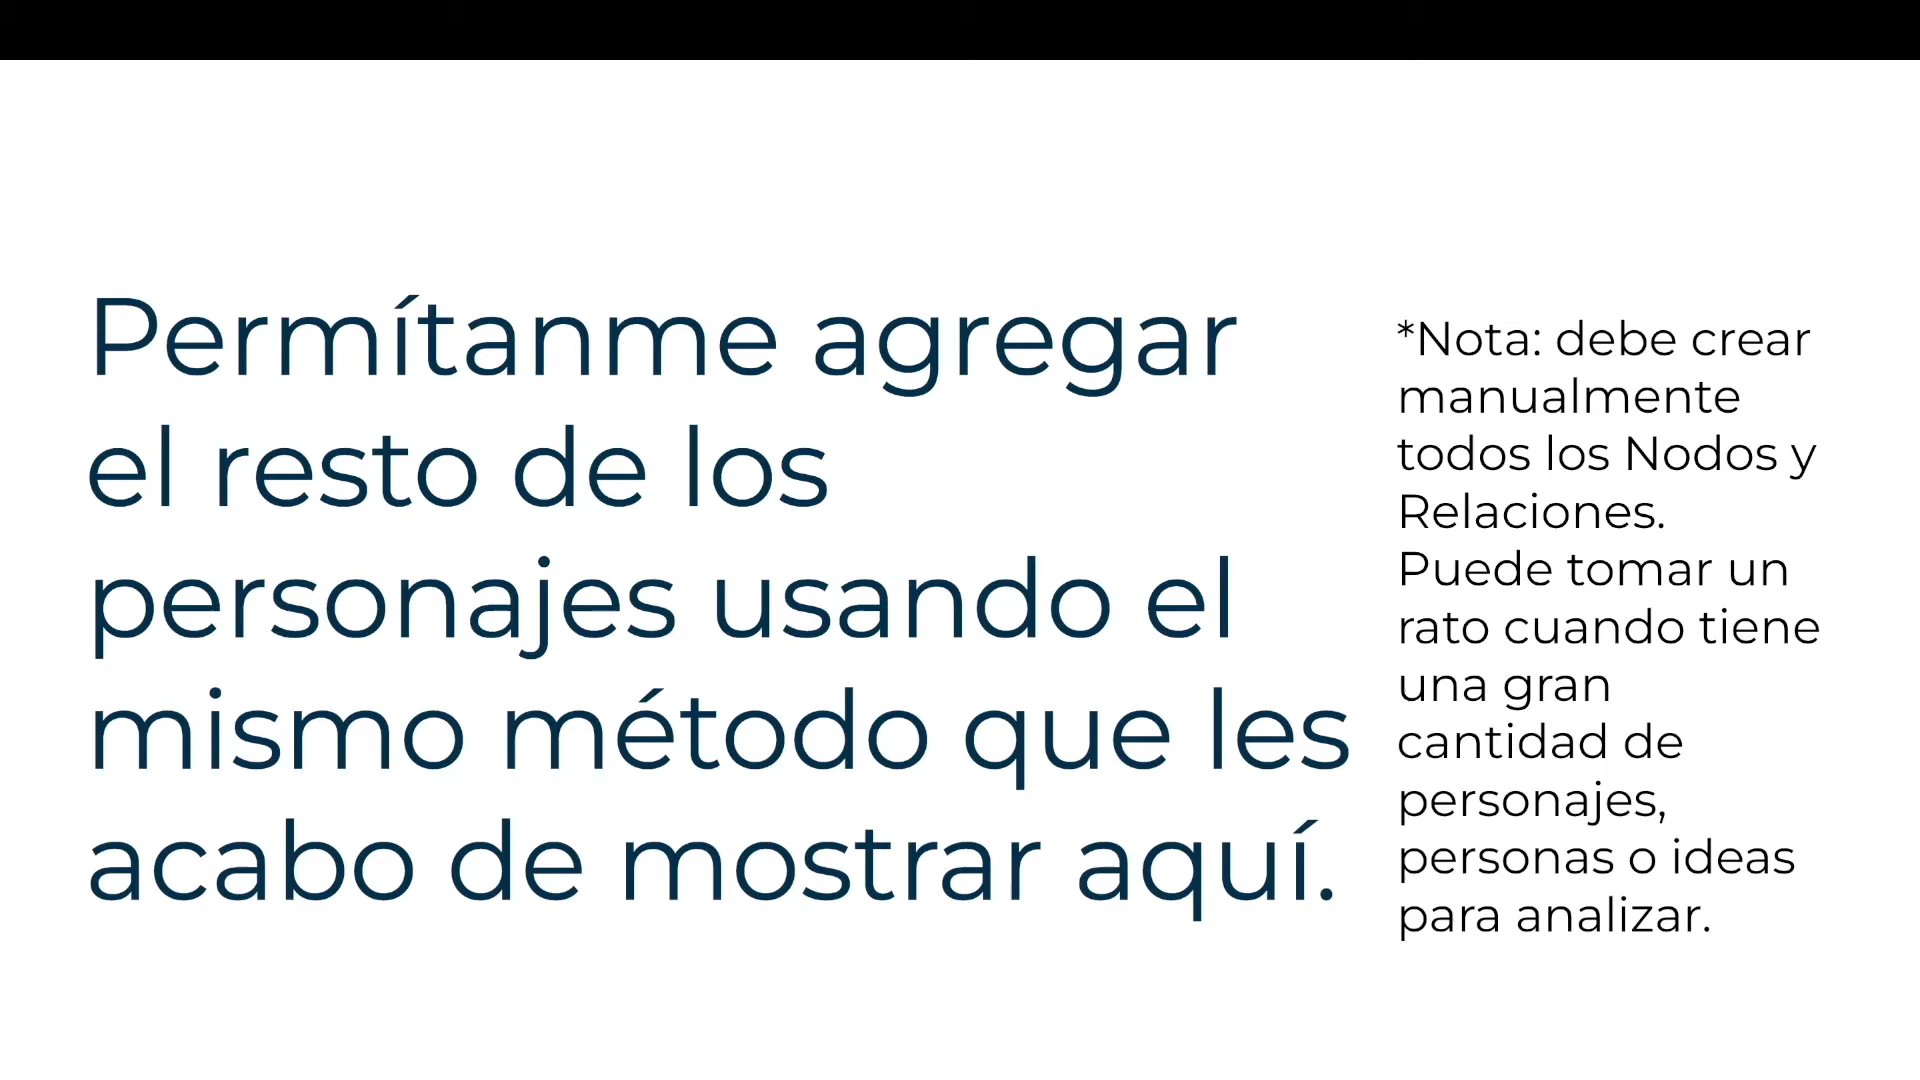 Permítanme agregar
el resto de los
personajes usando el
mismo método que les
acabo de mostrar aquí.
*Nota: debe crear
manualmente
todos los Nodos y
Relaciones.
Puede tomar un
rato cuando tiene
una gran
cantidad de
personajes,
personas o ideas
para analizar.